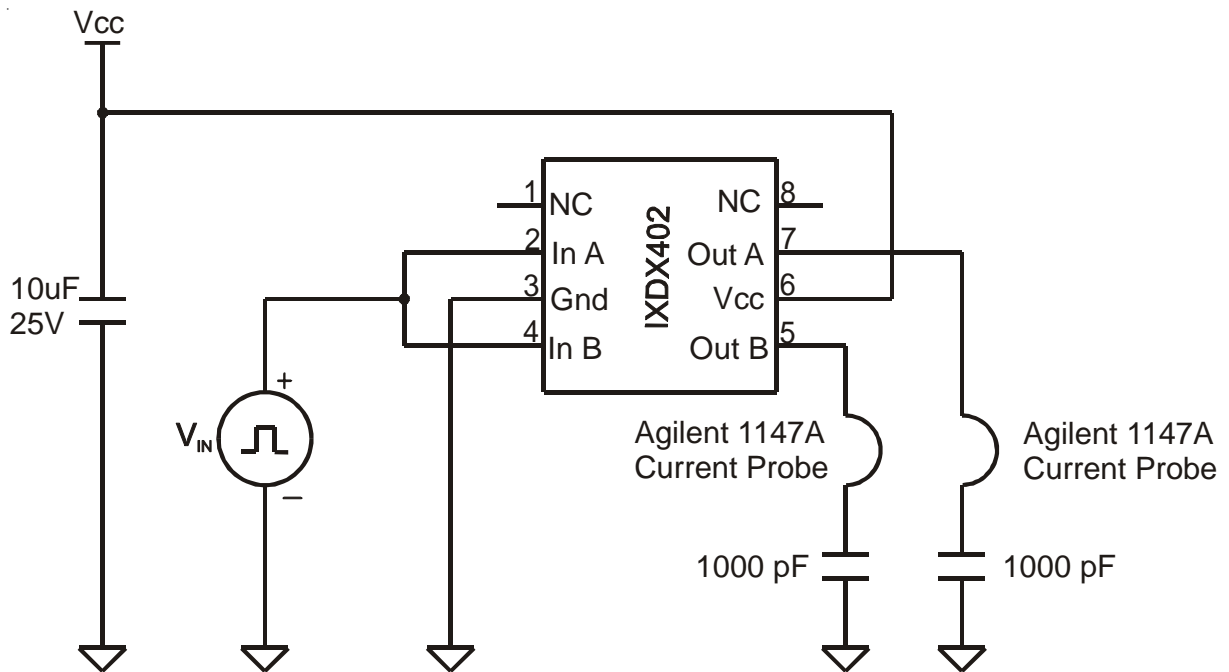 Vcc
10uF
25V
VIN
+
−
1
NC
2
In A
3
Gnd
4
In B
IXDX402
8
NC
7
Out A
6
Vcc
5
Out B
Agilent 1147A
Current Probe
Agilent 1147A
Current Probe
1000 pF
1000 pF